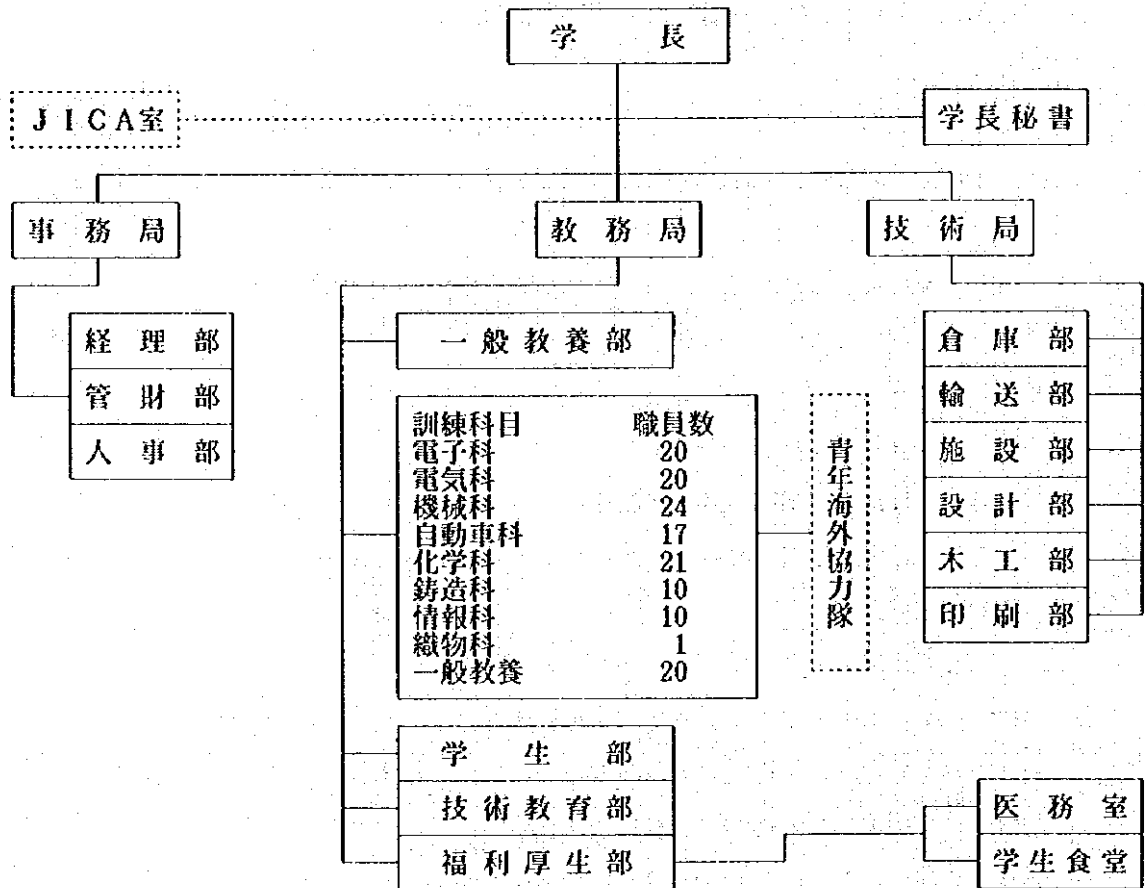 学長
JICA室
学長秘書
事務局
教務局
技術局
経理部
管財部
人事部
一般教養部
訓練科目 職員数
電子科 20
電気科 20
機械科 24
自動車科 17
化学科 21
鋳造科 10
情報科 10
織物科 1
一般教養 20
青年海外協力隊
倉庫部
輸送部
施設部
設計部
木工部
印刷部
学生部
技術教育部
福利厚生部
医務室
学生食堂